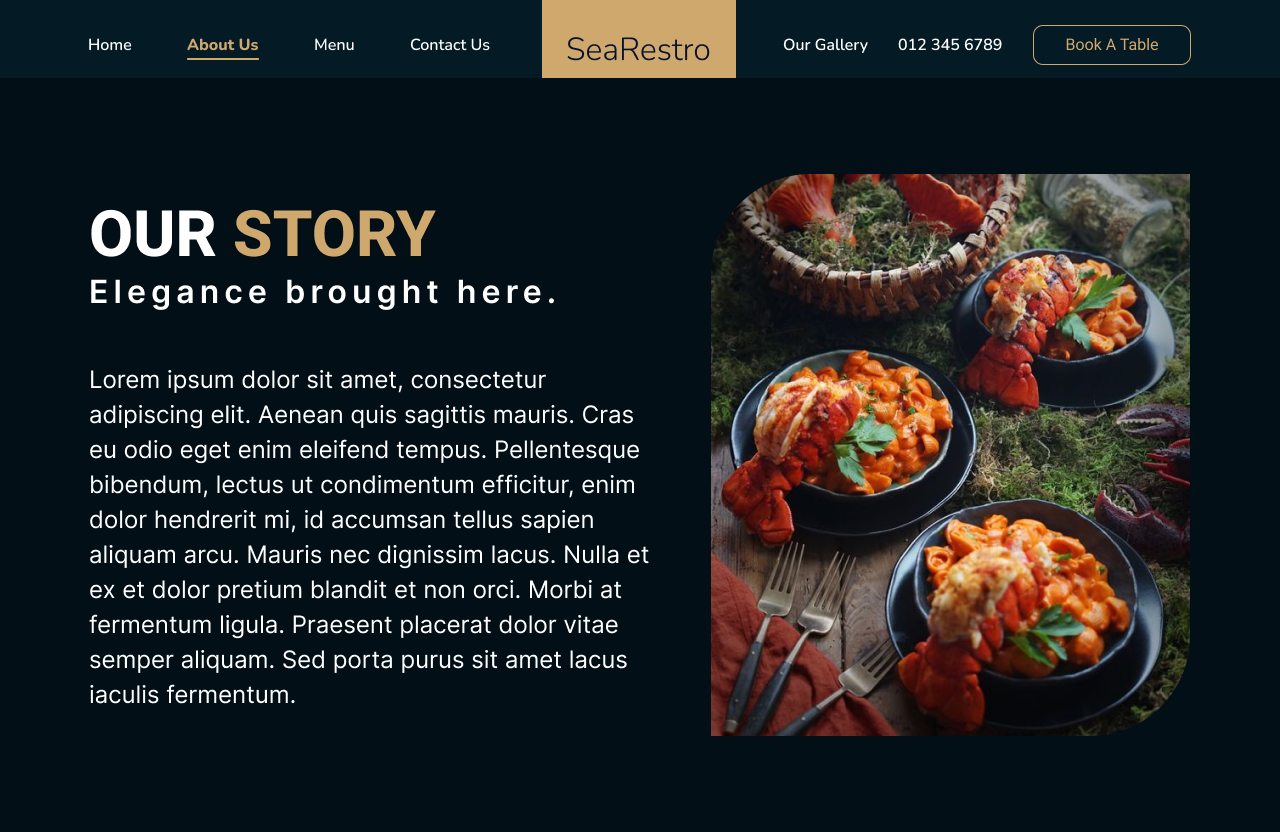 Home About Us Menu Contact Us SeaRestro Our Gallery 012 345 6789 Book A Table
OUR STORY
Elegance brought here.
Lorem ipsum dolor sit amet, consectetur
adipiscing elit. Aenean quis sagittis mauris. Cras
eu odio eget enim eleifend tempus. Pellentesque
bibendum, lectus ut condimentum efficitur, enim
dolor hendrerit mi, id accumsan tellus sapien
aliquam arcu. Mauris nec dignissim lacus. Nulla et
ex et dolor pretium blandit et non orci. Morbi at
fermentum ligula. Praesent placerat dolor vitae
semper aliquam. Sed porta purus sit amet lacus
iaculis fermentum.